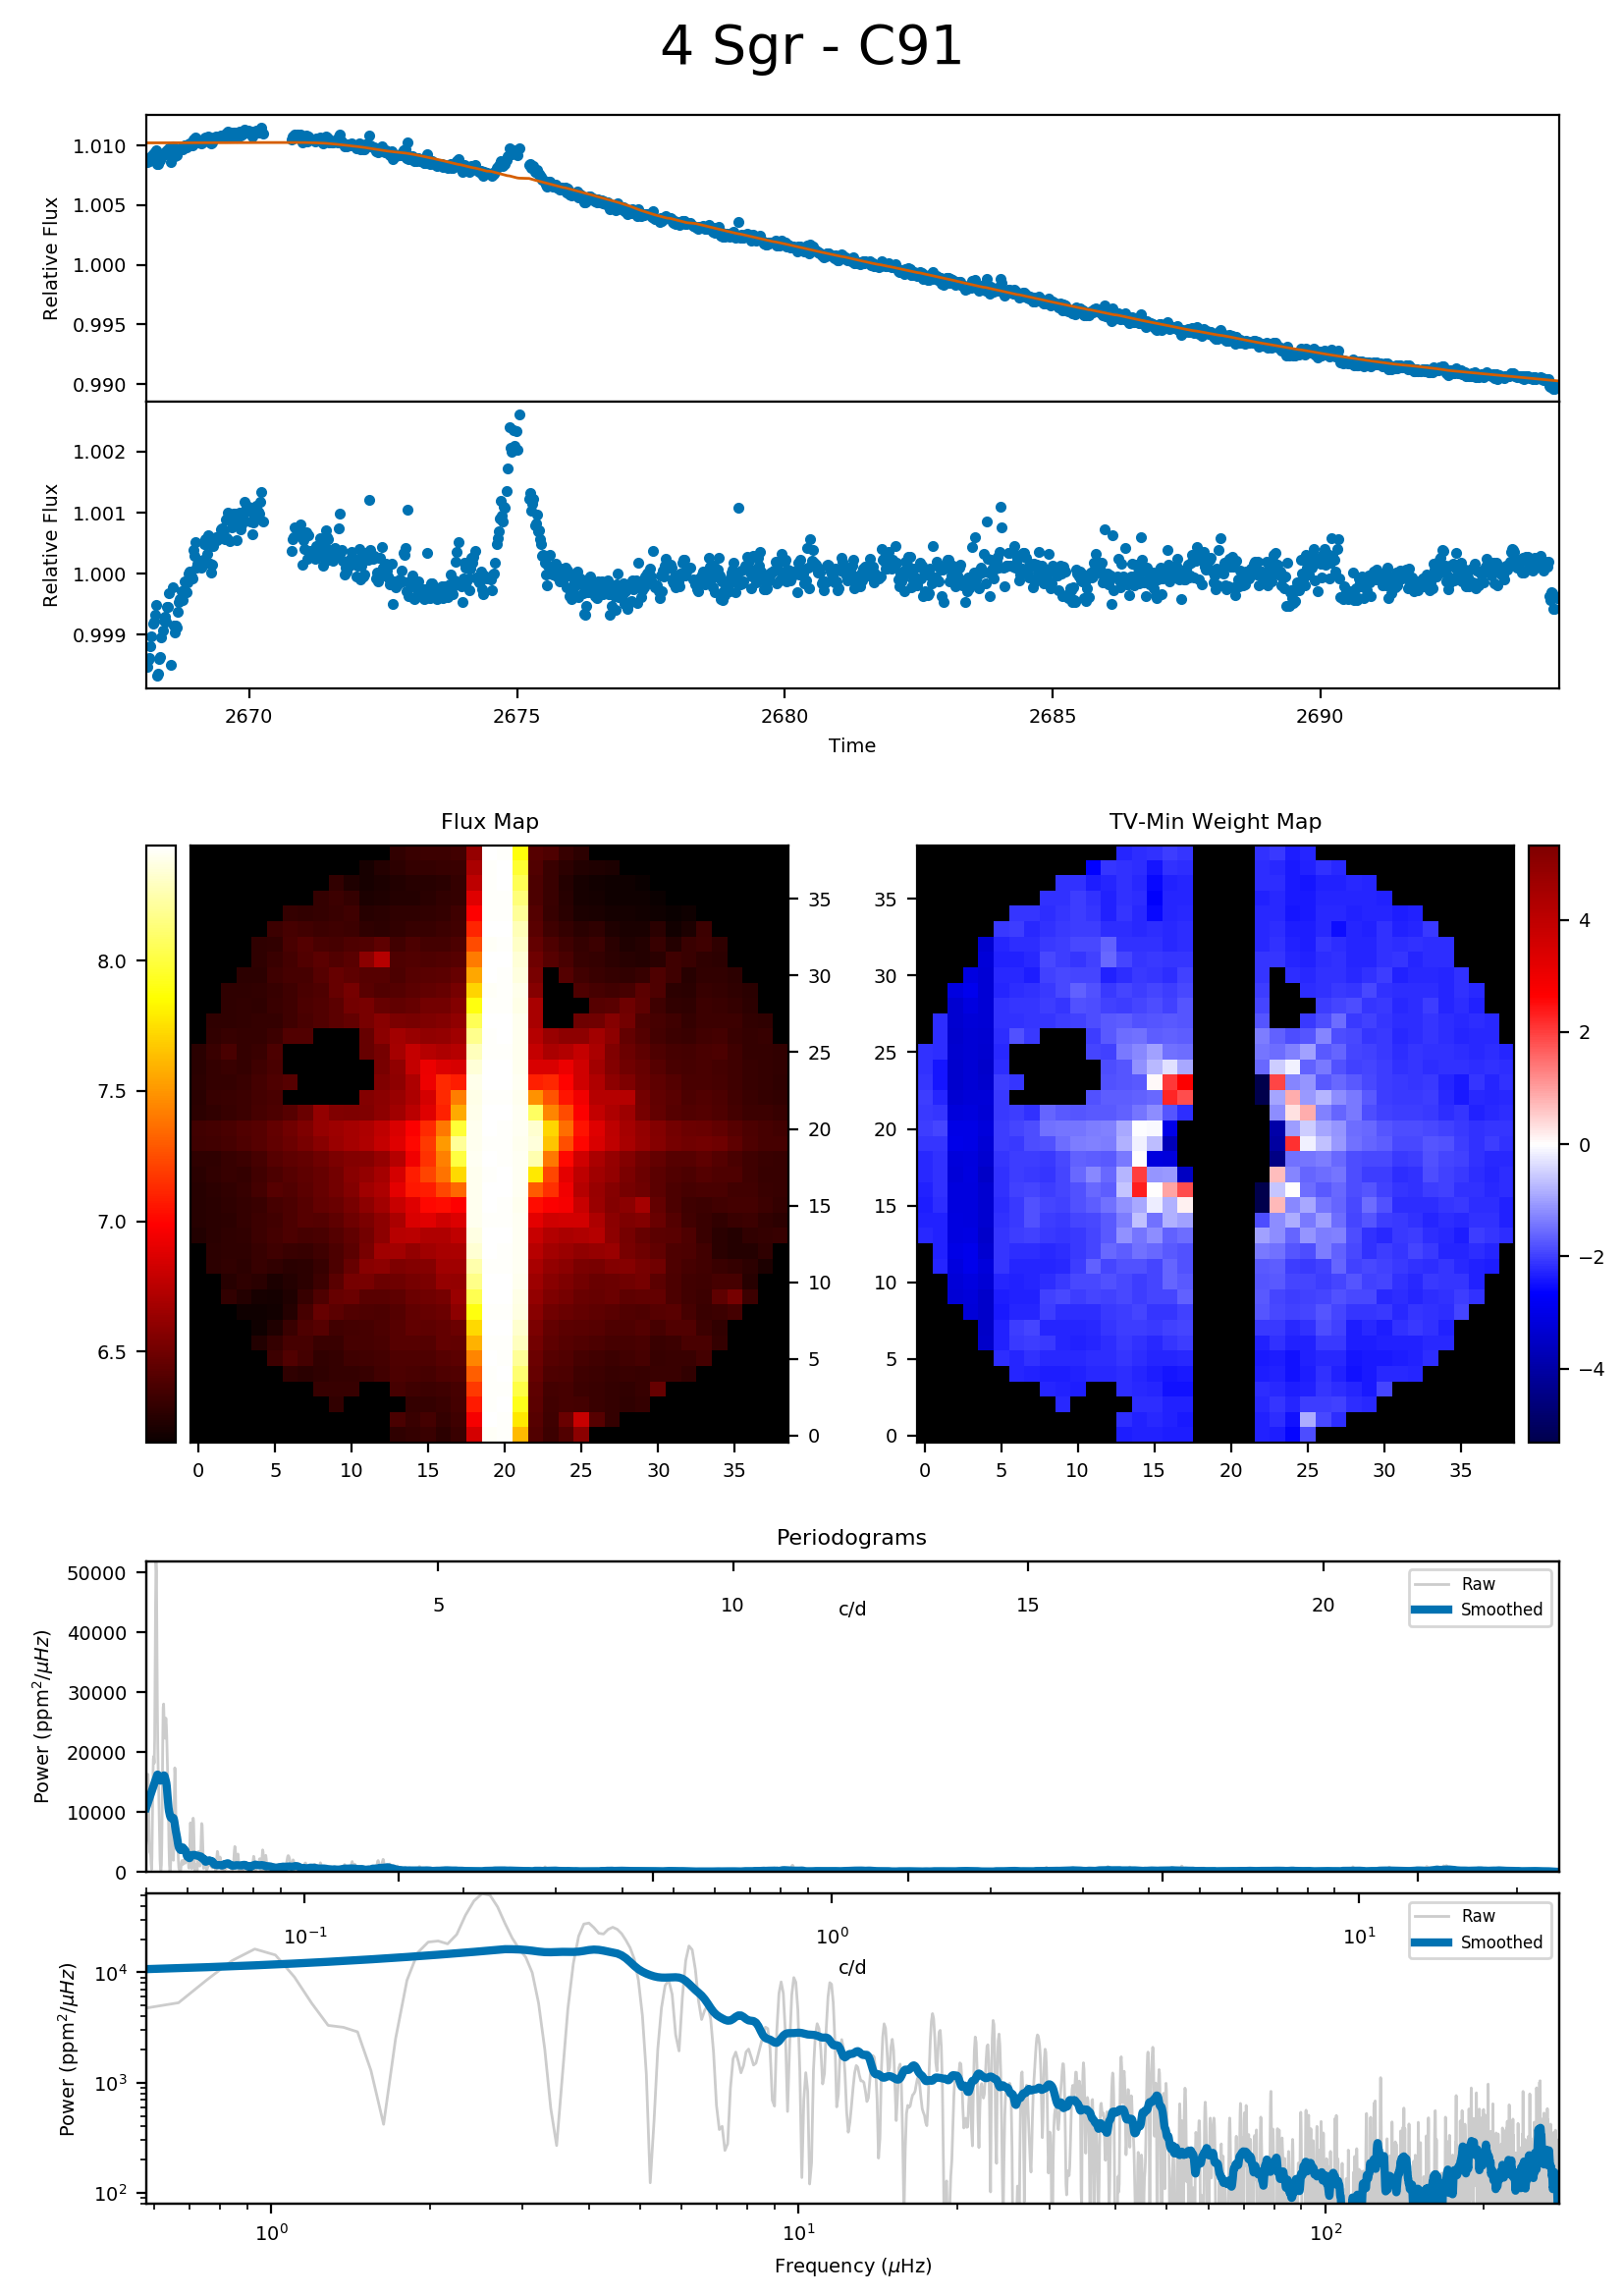 4 Sgr - C91
1.010
1.005
1.000
0.995
0.990
Relative Flux
1.002
1.001
1.000
0.999
Relative Flux
2670 2675 2680 2685 2690
Time
Flux Map
8.0
7.5
7.0
6.5
35
30
25
20
15
10
5
0
0 5 10 15 20 25 30 35
TV-Min Weight Map
35
30
25
20
15
10
5
0
0 5 10 15 20 25 30 35
4
2
0
−2
−4
Periodograms
50000
40000
30000
20000
10000
0
Power (ppm²/μHz)
5 10 15 20
c/d
Raw
Smoothed
10⁴
10³
10²
Power (ppm²/μHz)
10⁻¹ 10⁰ 10¹
c/d
Raw
Smoothed
10⁰ 10¹ 10²
Frequency (μHz)